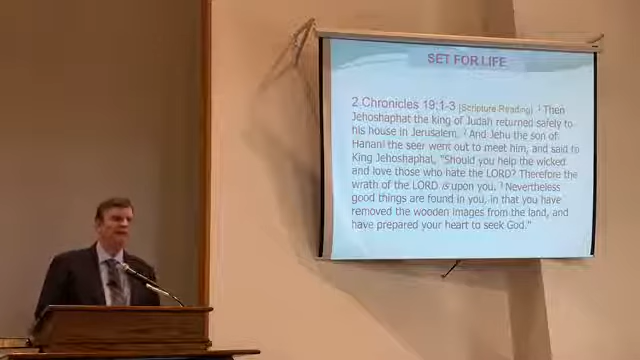 SET FOR LIFE
2 Chronicles 19:1-3 (Scripture Reading) 1 Then
Jehoshaphat the king of Judah returned safely to
his house in Jerusalem. 2 And Jehu the son of
Hanani the seer went out to meet him, and said to
King Jehoshaphat, "Should you help the wicked
and love those who hate the LORD? Therefore the
wrath of the LORD is upon you. 3 Nevertheless
good things are found in you, in that you have
removed the wooden images from the land, and
have prepared your heart to seek God."